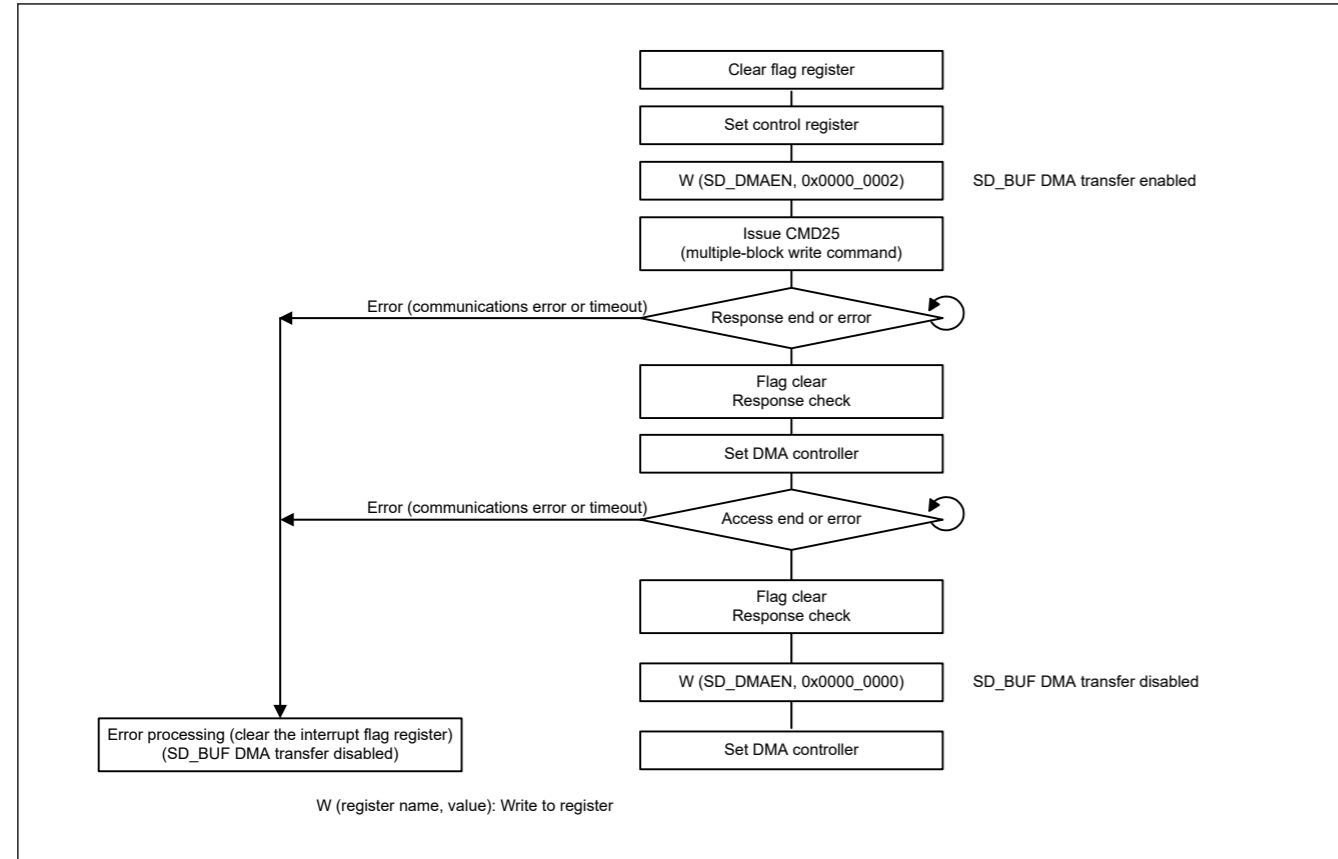 Clear flag register
Set control register
W (SD_DMAEN, 0x0000_0002)
SD_BUF DMA transfer enabled
Issue CMD25
(multiple-block write command)
Error (communications error or timeout)
Response end or error
Flag clear
Response check
Set DMA controller
Error (communications error or timeout)
Access end or error
Flag clear
Response check
W (SD_DMAEN, 0x0000_0000)
SD_BUF DMA transfer disabled
Error processing (clear the interrupt flag register)
(SD_BUF DMA transfer disabled)
Set DMA controller
W (register name, value): Write to register